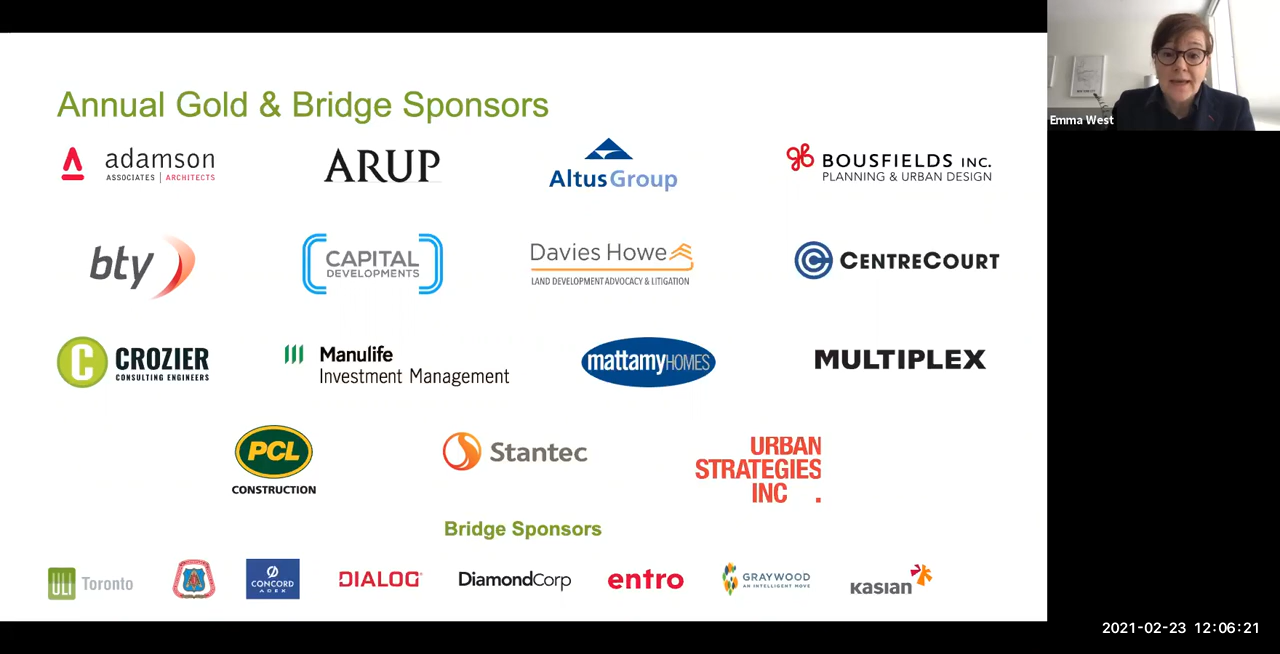 Annual Gold & Bridge Sponsors
Emma West
adamson
ASSOCIATES | ARCHITECTS
ARUP
AltusGroup
BOUSFIELDS INC.
PLANNING & URBAN DESIGN
bty
CAPITAL
DEVELOPMENTS
Davies Howe
LAND DEVELOPMENT ADVOCACY & LITIGATION
CENTRECOURT
C CROZIER
CONSULTING ENGINEERS
Manulife
Investment Management
mattamyHOMES
MULTIPLEX
PCL
CONSTRUCTION
Stantec
URBAN
STRATEGIES
INC .
Bridge Sponsors
ULI Toronto
CONCORD
ADEX
DIALOG
DiamondCorp
entro
GRAYWOOD
AN INTELLIGENT MOVE
KASIAN
2021-02-23 12:06:21